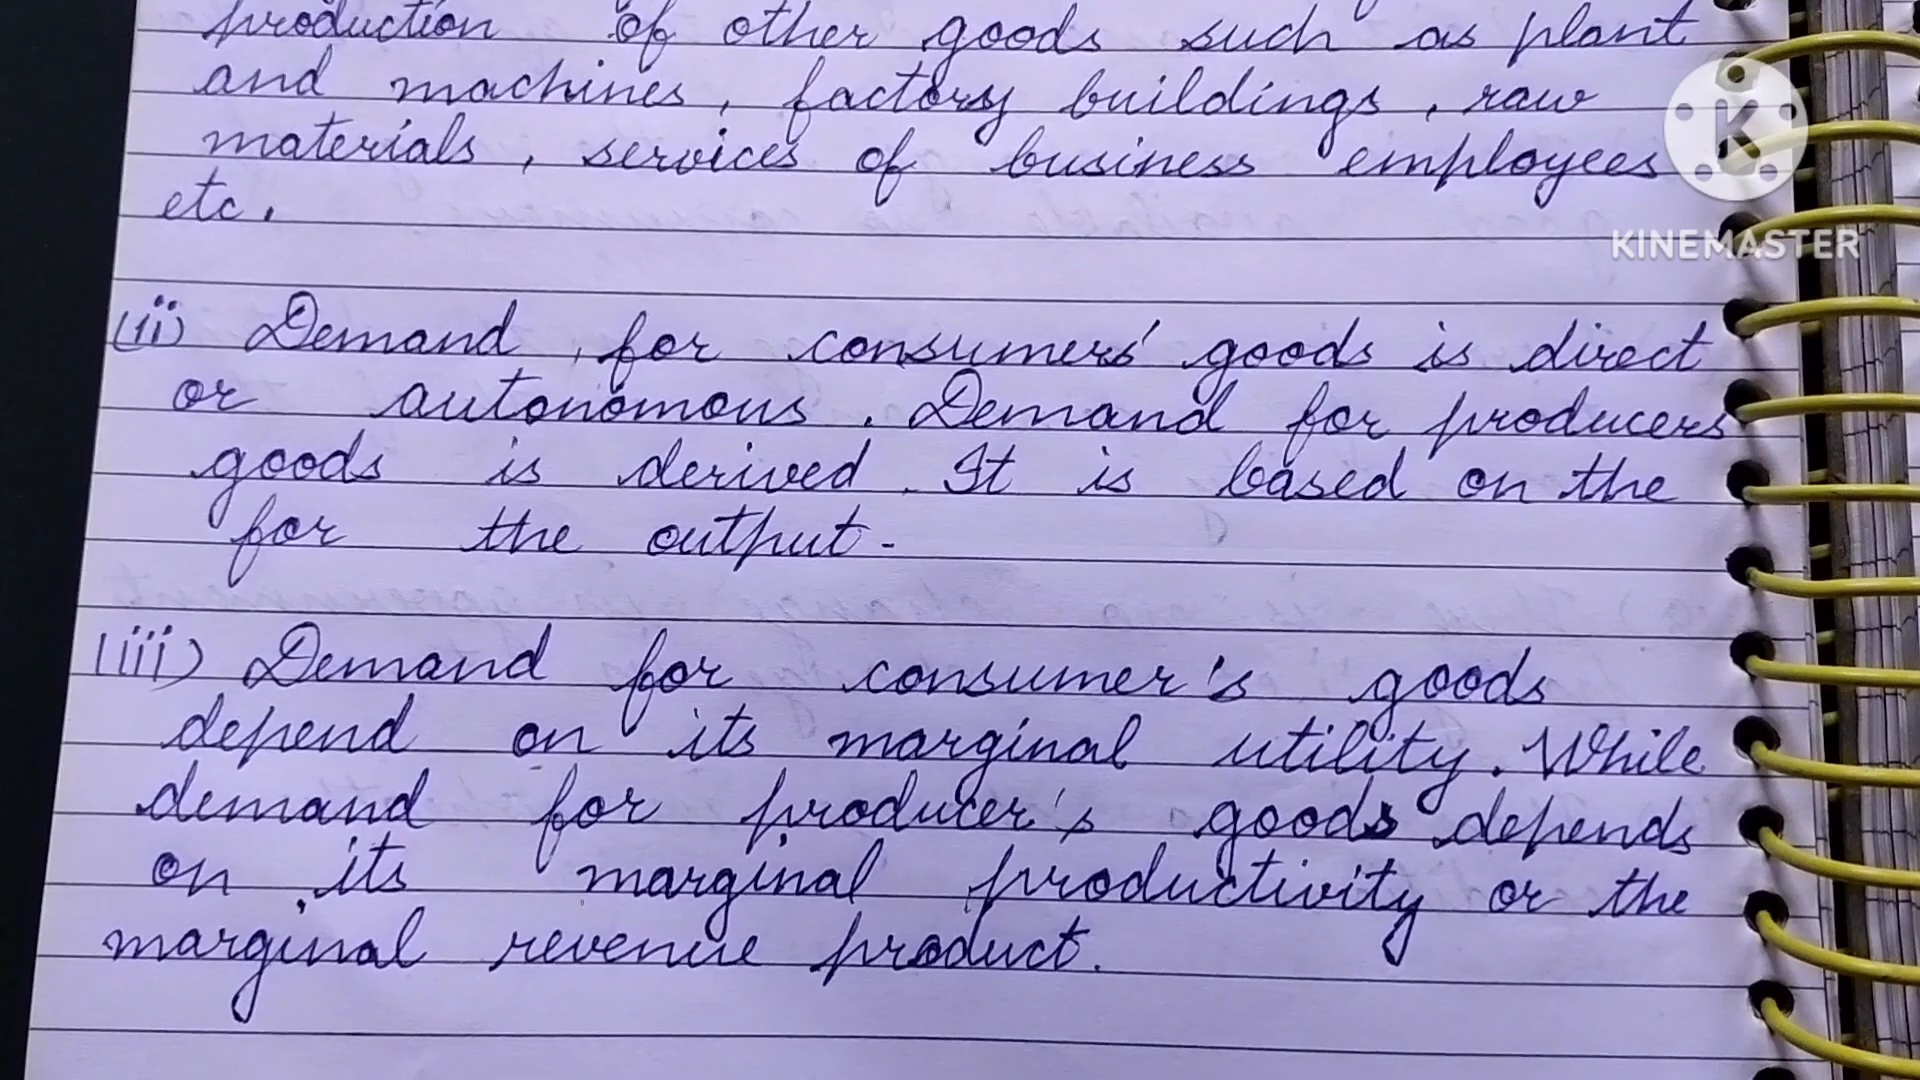 production of other goods such as plant
and machines, factory buildings, raw
materials, services of business employees
etc.
(ii) Demand for consumers' goods is direct
or autonomous. Demand for producers
goods is derived. It is based on the
for the output.
(iii) Demand for consumer's goods
depend on its marginal utility. While
demand for producer's goods depends
on its marginal productivity or the
marginal revenue product.
K
KINEMASTER